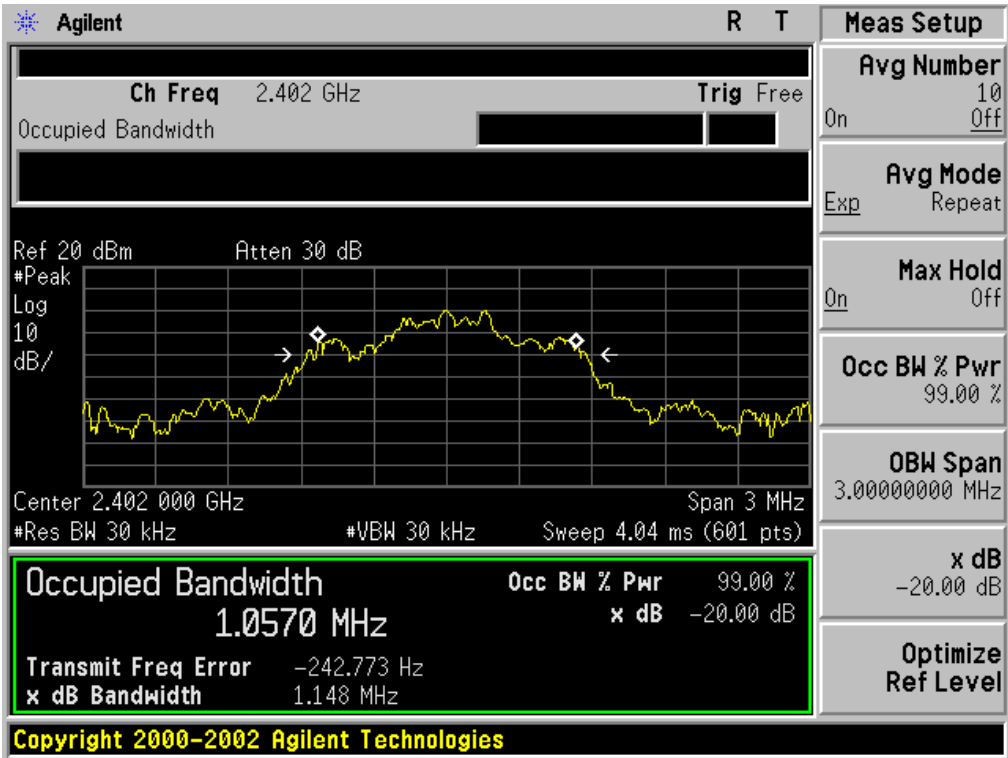 Agilent R T Meas Setup
Ch Freq 2.402 GHz Trig Free
Occupied Bandwidth
Avg Number
10
On Off
Avg Mode
Exp Repeat
Ref 20 dBm Atten 30 dB
#Peak
Log
10
dB/
Max Hold
On Off
Occ BW % Pwr
99.00 %
OBW Span
3.00000000 MHz
Center 2.402 000 GHz Span 3 MHz
#Res BW 30 kHz #VBW 30 kHz Sweep 4.04 ms (601 pts)
Occupied Bandwidth Occ BW % Pwr 99.00 %
1.0570 MHz x dB -20.00 dB
Transmit Freq Error -242.773 Hz
x dB Bandwidth 1.148 MHz
x dB
-20.00 dB
Optimize
Ref Level
Copyright 2000-2002 Agilent Technologies